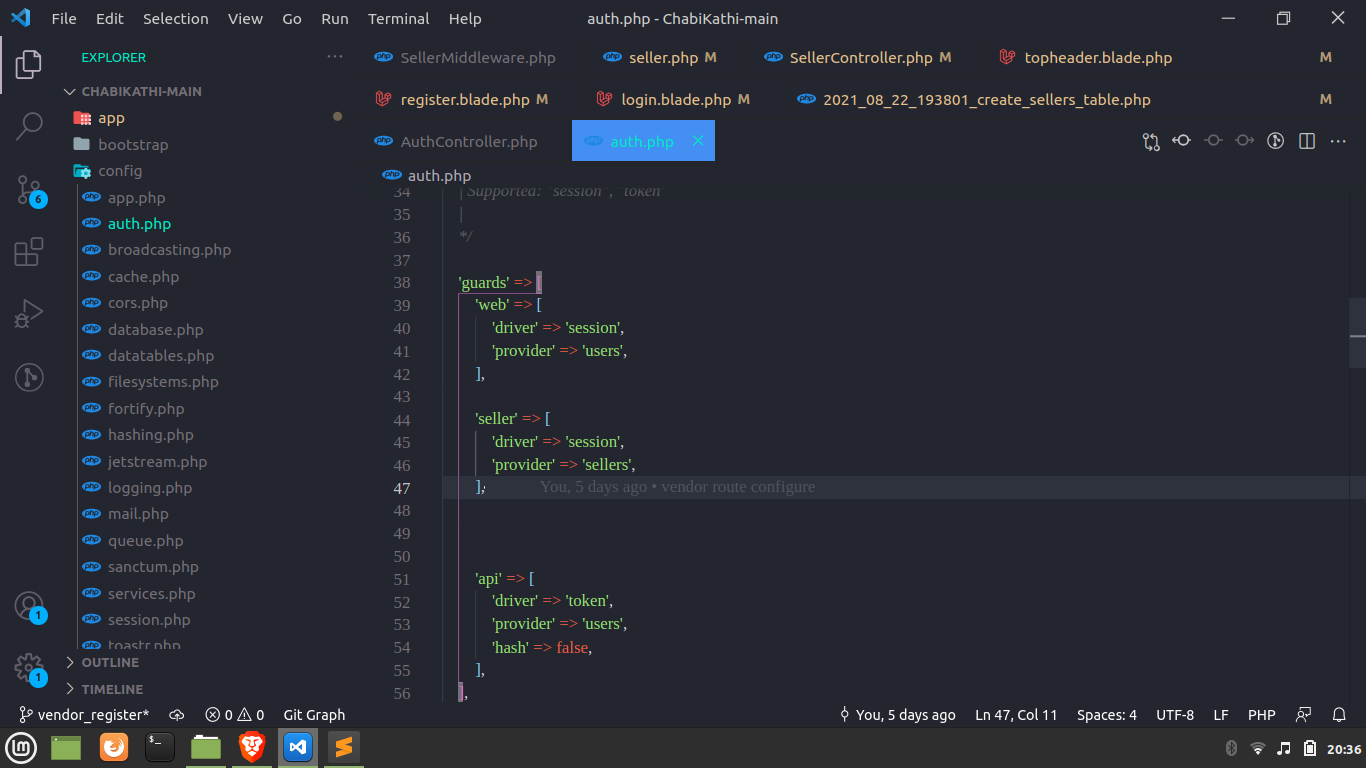 File Edit Selection View Go Run Terminal Help auth.php - ChabiKathi-main
EXPLORER
CHABIKATHI-MAIN
app
bootstrap
config
app.php
auth.php
broadcasting.php
cache.php
cors.php
database.php
datatables.php
filesystems.php
fortify.php
hashing.php
jetstream.php
logging.php
mail.php
queue.php
sanctum.php
services.php
session.php
toastr.php
OUTLINE
TIMELINE
6
1
1
SellerMiddleware.php seller.php M SellerController.php M topheader.blade.php M
register.blade.php M login.blade.php M 2021_08_22_193801_create_sellers_table.php M
AuthController.php auth.php
auth.php
34 | Supported: "session", "token"
35 |
36 */
37
38 'guards' => [
39 'web' => [
40 'driver' => 'session',
41 'provider' => 'users',
42 ],
43
44 'seller' => [
45 'driver' => 'session',
46 'provider' => 'sellers',
47 ], You, 5 days ago • vendor route configure
48
49
50
51 'api' => [
52 'driver' => 'token',
53 'provider' => 'users',
54 'hash' => false,
55 ],
56 ],
vendor_register* 0 0 Git Graph You, 5 days ago Ln 47, Col 11 Spaces: 4 UTF-8 LF PHP
20:36